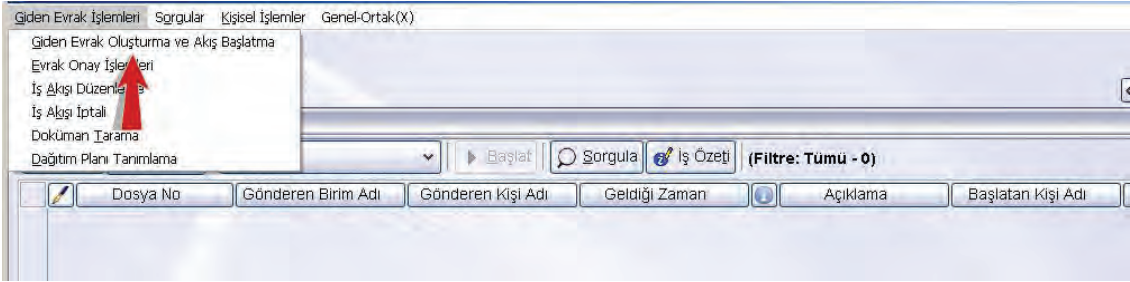 Giden Evrak İşlemleri Sorgular Kişisel İşlemler Genel-Ortak(X)
Giden Evrak Oluşturma ve Akış Başlatma
Evrak Onay
İş Akışı
İş Akışı İptali
Doküman Tarama
Dağıtım Planı Tanımlama
Başlat Sorgula İş Özeti (Filtre: Tümü - 0)
Dosya No Gönderen Birim Adı Gönderen Kişi Adı Geldiği Zaman Açıklama Başlatan Kişi Adı